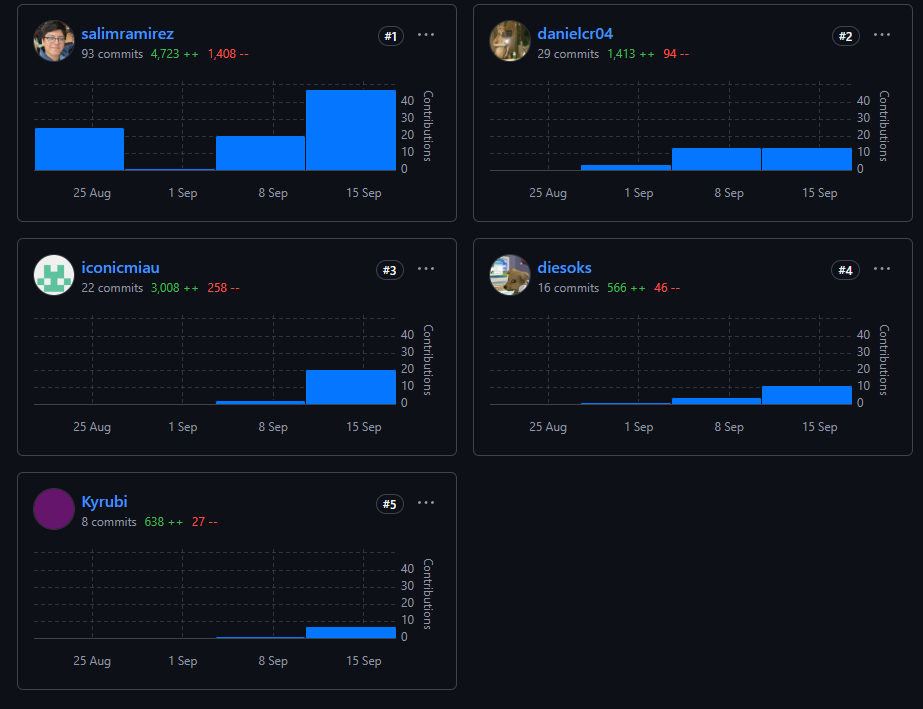 salimramirez #1 ...
93 commits 4,723 ++ 1,408 --
40
30
20
10
0
Contributions
25 Aug 1 Sep 8 Sep 15 Sep
danielcr04 #2 ...
29 commits 1,413 ++ 94 --
40
30
20
10
0
Contributions
25 Aug 1 Sep 8 Sep 15 Sep
iconicmiau #3 ...
22 commits 3,008 ++ 258 --
40
30
20
10
0
Contributions
25 Aug 1 Sep 8 Sep 15 Sep
diesoks #4 ...
16 commits 566 ++ 46 --
40
30
20
10
0
Contributions
25 Aug 1 Sep 8 Sep 15 Sep
Kyrubi #5 ...
8 commits 638 ++ 27 --
40
30
20
10
0
Contributions
25 Aug 1 Sep 8 Sep 15 Sep